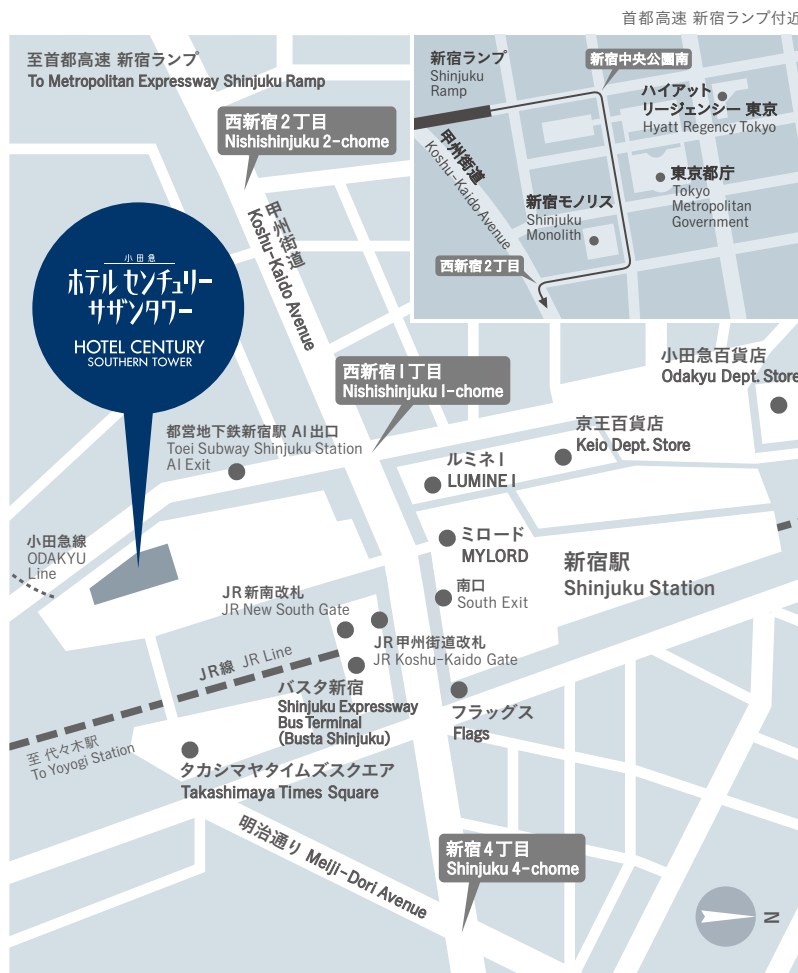 首都高速 新宿ランプ付近
至首都高速 新宿ランプ
To Metropolitan Expressway Shinjuku Ramp
西新宿2丁目
Nishishinjuku 2-chome
甲州街道
Koshu-Kaido Avenue
新宿ランプ
Shinjuku
Ramp
新宿中央公園南
ハイアット
リージェンシー 東京
Hyatt Regency Tokyo
甲州街道
Koshu-Kaido Avenue
東京都庁
Tokyo
Metropolitan
Government
新宿モノリス
Shinjuku
Monolith
西新宿2丁目
小田急
ホテル センチュリー
サザンタワー
HOTEL CENTURY
SOUTHERN TOWER
西新宿1丁目
Nishishinjuku 1-chome
小田急百貨店
Odakyu Dept. Store
京王百貨店
Keio Dept. Store
都営地下鉄新宿駅 A1出口
Toei Subway Shinjuku Station
A1 Exit
ルミネ1
LUMINE 1
ミロード
MYLORD
新宿駅
Shinjuku Station
小田急線
ODAKYU
Line
南口
South Exit
JR新南改札
JR New South Gate
JR甲州街道改札
JR Koshu-Kaido Gate
JR線 JR Line
バスタ新宿
Shinjuku Expressway
Bus Terminal
(Busta Shinjuku)
フラッグス
Flags
至 代々木駅
To Yoyogi Station
タカシマヤタイムズスクエア
Takashimaya Times Square
明治通り Meiji-Dori Avenue
新宿4丁目
Shinjuku 4-chome
N